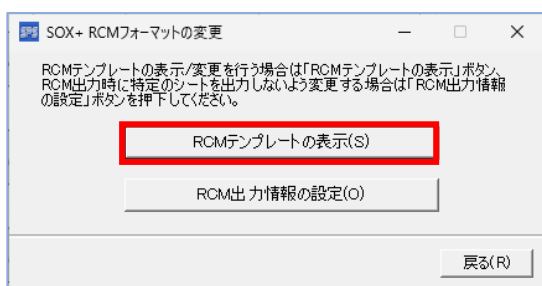 SPS SOX+ RCMフォーマットの変更
RCMテンプレートの表示/変更を行う場合は「RCMテンプレートの表示」ボタン、
RCM出力時に特定のシートを出力しないよう変更する場合は「RCM出力情報
の設定」ボタンを押下してください。
RCMテンプレートの表示(S)
RCM出力情報の設定(O)
戻る(R)